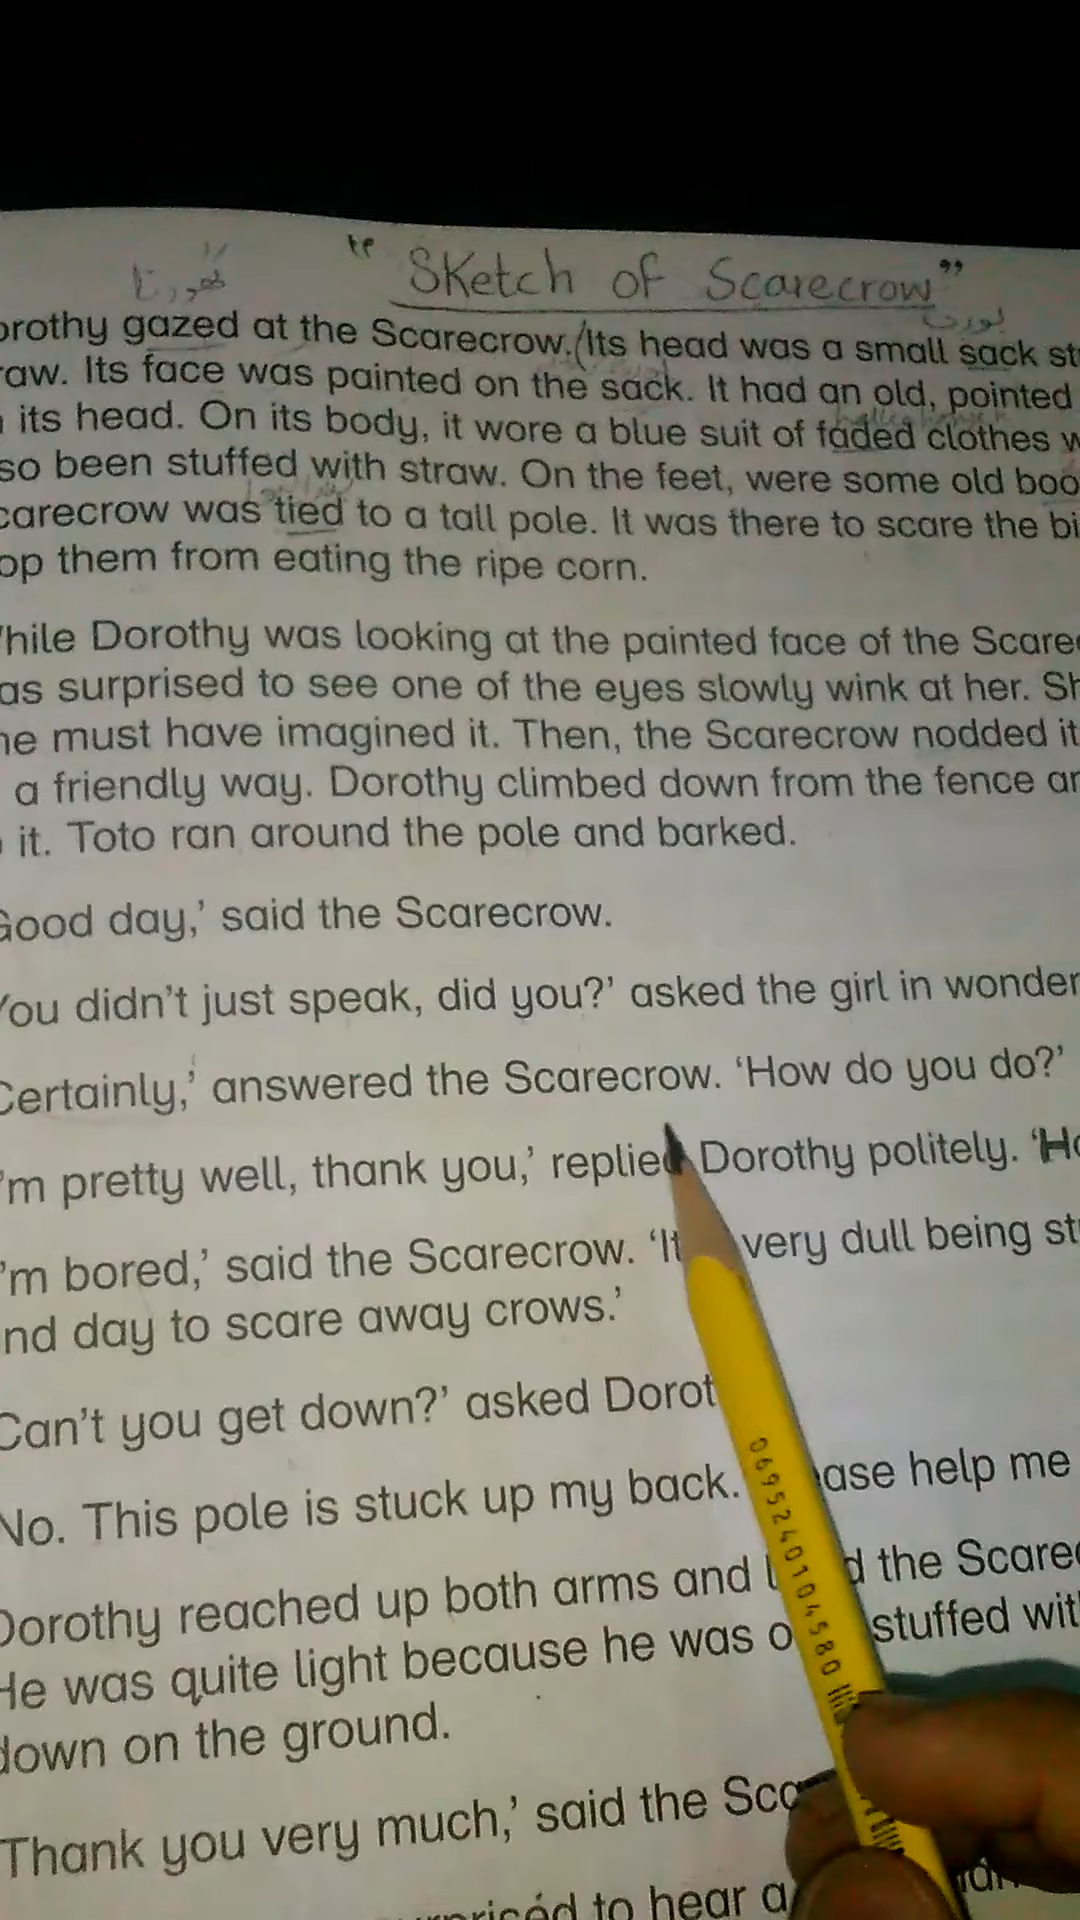 "Sketch of Scarecrow"
گھورنا
بوری
orothy gazed at the Scarecrow. (Its head was a small sack st
raw. Its face was painted on the sack. It had an old, pointed
its head. On its body, it wore a blue suit of faded clothes w
so been stuffed with straw. On the feet, were some old boo
carecrow was tied to a tall pole. It was there to scare the bi
op them from eating the ripe corn.
hile Dorothy was looking at the painted face of the Scare
as surprised to see one of the eyes slowly wink at her. Sh
he must have imagined it. Then, the Scarecrow nodded it
a friendly way. Dorothy climbed down from the fence an
it. Toto ran around the pole and barked.
Good day,' said the Scarecrow.
You didn't just speak, did you?' asked the girl in wonder
Certainly,' answered the Scarecrow. 'How do you do?'
'm pretty well, thank you,' replied Dorothy politely. 'Ho
'm bored,' said the Scarecrow. 'It very dull being st
nd day to scare away crows.'
Can't you get down?' asked Dorot
No. This pole is stuck up my back. ase help me
Dorothy reached up both arms and l d the Scare
He was quite light because he was o stuffed wit
down on the ground.
Thank you very much,' said the Sca
to hear a
0695240104580